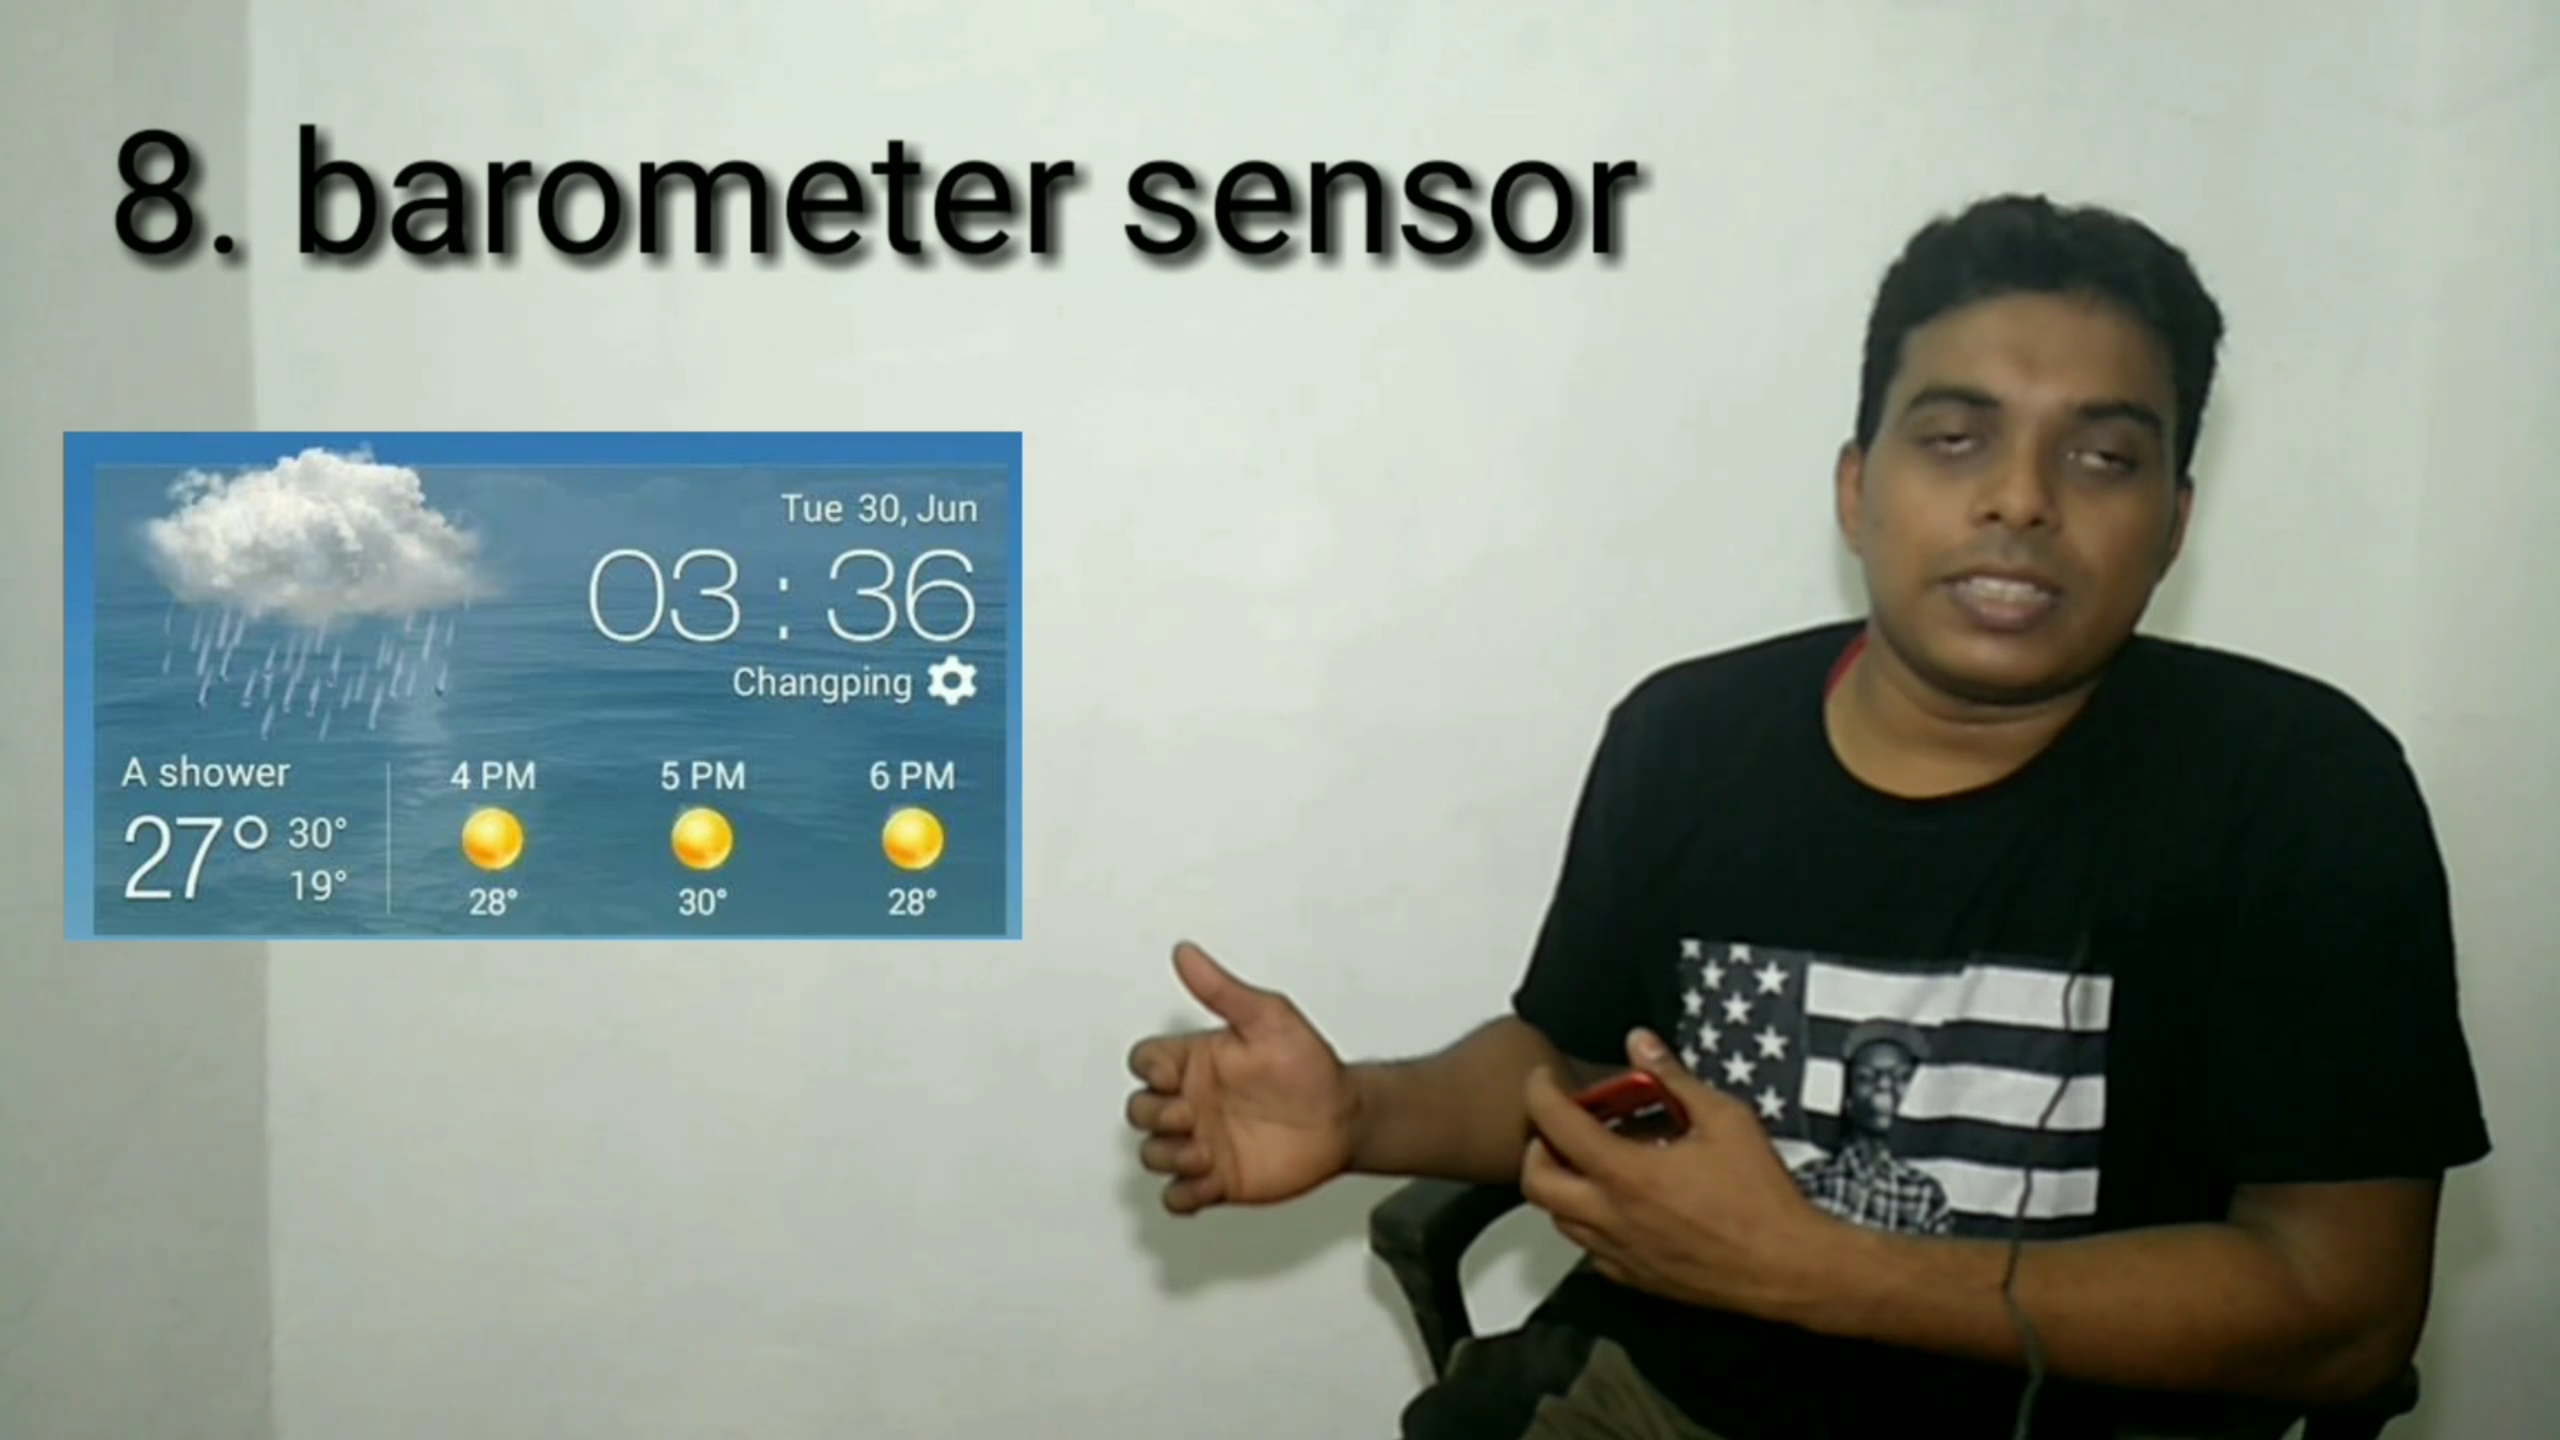 8. barometer sensor
Tue 30, Jun
03 : 36
Changping
A shower
27° 30°
19°
4 PM 5 PM 6 PM
28° 30° 28°